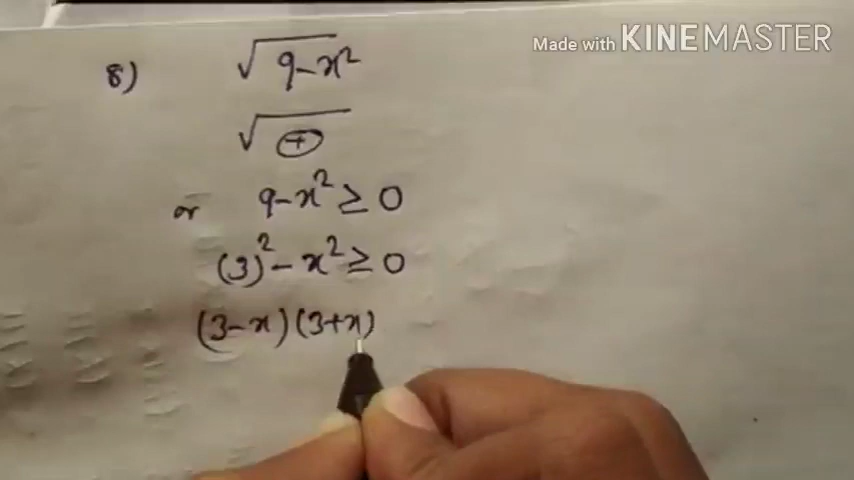 Made with KINEMASTER
8) √9-x²
√(+)
or 9-x² ≥ 0
(3)² - x² ≥ 0
(3-x)(3+x)